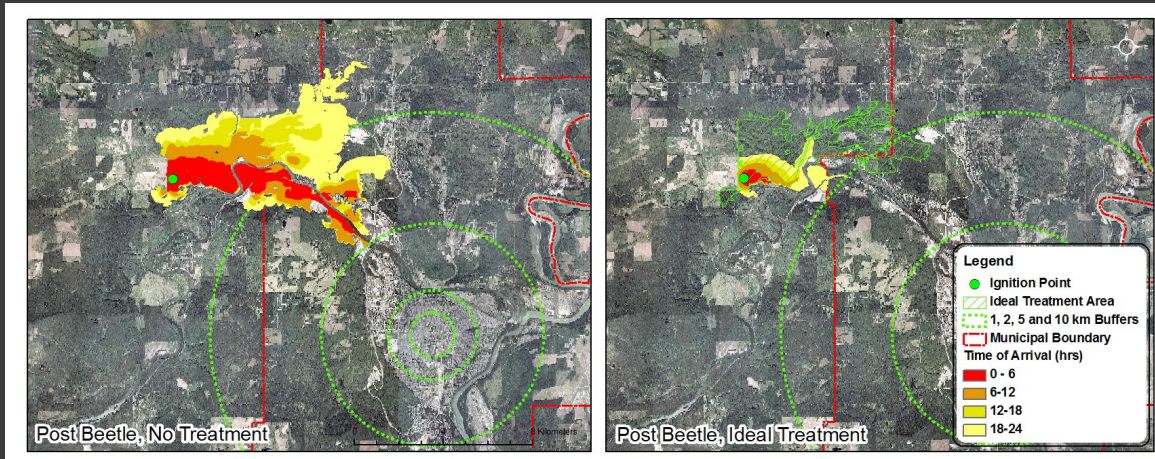 Post Beetle, No Treatment
Kilometers
Post Beetle, Ideal Treatment
Legend
Ignition Point
Ideal Treatment Area
1, 2, 5 and 10 km Buffers
Municipal Boundary
Time of Arrival (hrs)
0 - 6
6-12
12-18
18-24